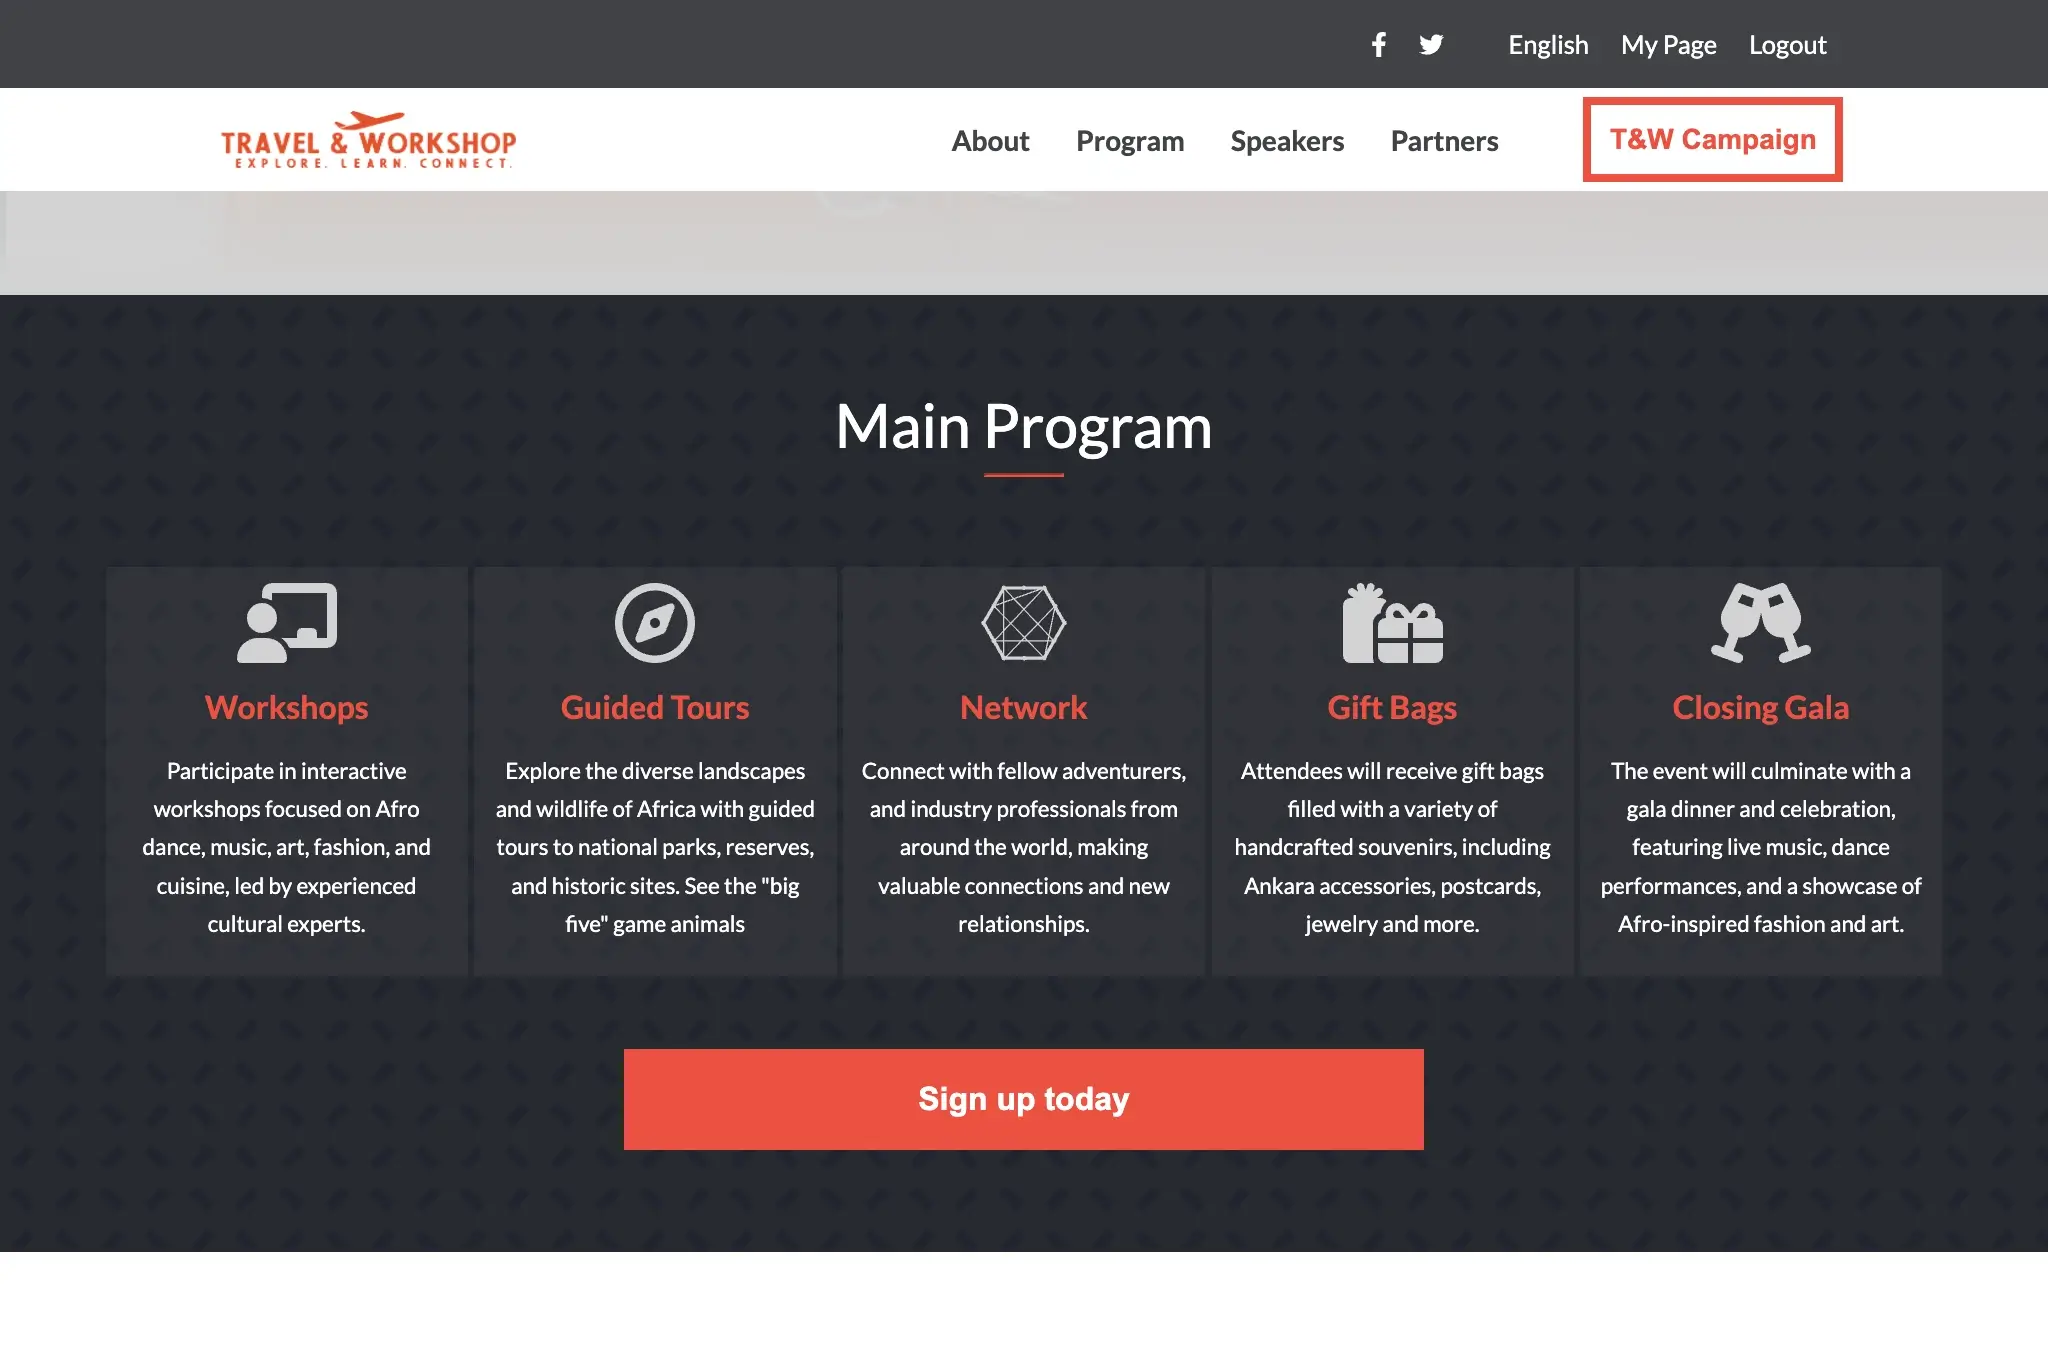 English My Page Logout
TRAVEL & WORKSHOP
EXPLORE. LEARN. CONNECT.
About Program Speakers Partners T&W Campaign
Main Program
Workshops
Participate in interactive
workshops focused on Afro
dance, music, art, fashion, and
cuisine, led by experienced
cultural experts.
Guided Tours
Explore the diverse landscapes
and wildlife of Africa with guided
tours to national parks, reserves,
and historic sites. See the "big
five" game animals
Network
Connect with fellow adventurers,
and industry professionals from
around the world, making
valuable connections and new
relationships.
Gift Bags
Attendees will receive gift bags
filled with a variety of
handcrafted souvenirs, including
Ankara accessories, postcards,
jewelry and more.
Closing Gala
The event will culminate with a
gala dinner and celebration,
featuring live music, dance
performances, and a showcase of
Afro-inspired fashion and art.
Sign up today